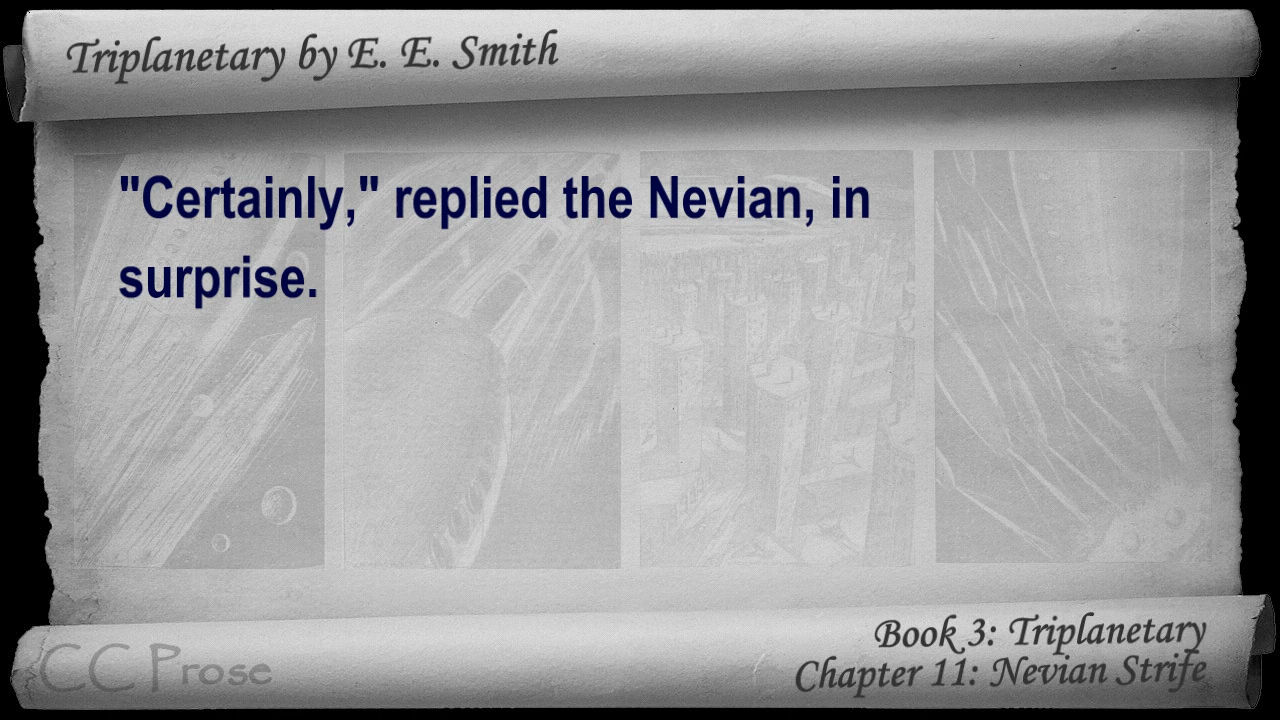 Triplanetary by E. E. Smith
"Certainly," replied the Nevian, in
surprise.
Book 3: Triplanetary
Chapter 11: Nevian Strife
CC Prose